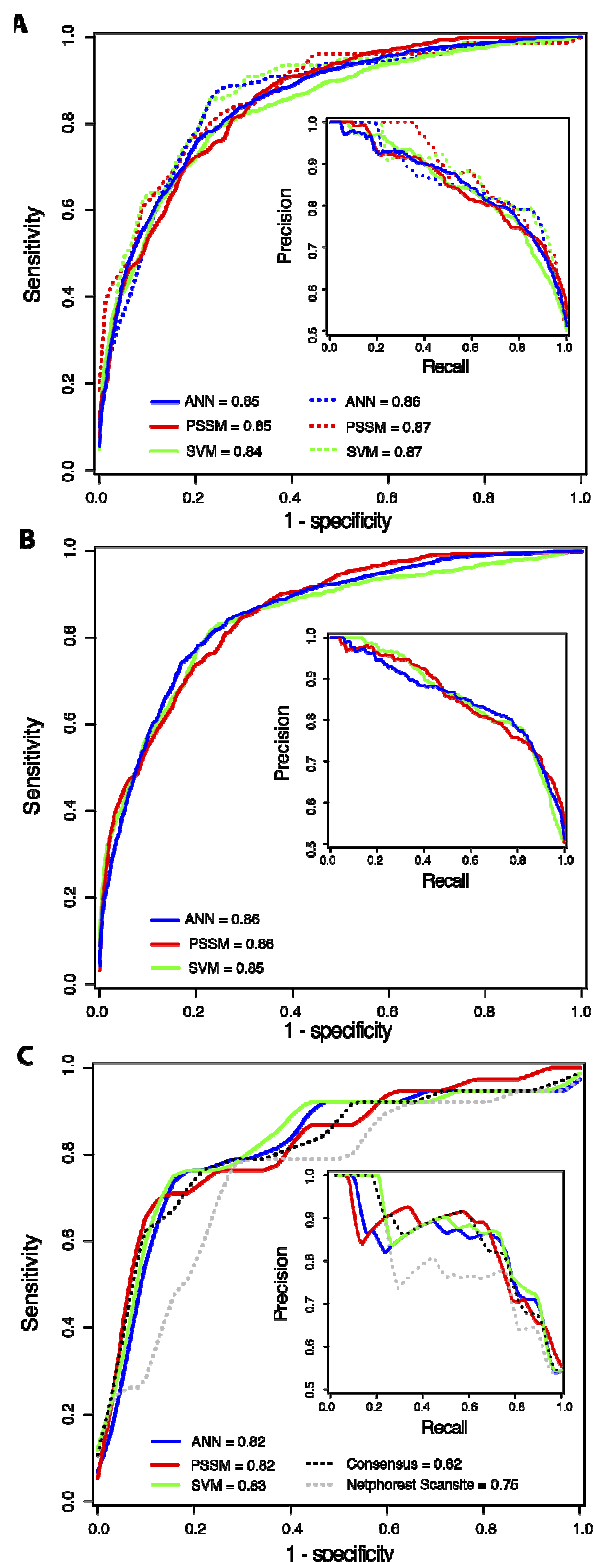 A
Sensitivity
0.0 0.2 0.4 0.6 0.8 1.0
Precision
0.5 0.6 0.7 0.8 0.9 1.0
0.0 0.2 0.4 0.6 0.8 1.0
Recall
ANN = 0.85
PSSM = 0.85
SVM = 0.84
ANN = 0.86
PSSM = 0.87
SVM = 0.87
0.0 0.2 0.4 0.6 0.8 1.0
1 - specificity
B
Sensitivity
0.0 0.2 0.4 0.6 0.8 1.0
Precision
0.5 0.6 0.7 0.8 0.9 1.0
0.0 0.2 0.4 0.6 0.8 1.0
Recall
ANN = 0.86
PSSM = 0.86
SVM = 0.85
0.0 0.2 0.4 0.6 0.8 1.0
1 - specificity
C
Sensitivity
0.0 0.2 0.4 0.6 0.8 1.0
Precision
0.5 0.6 0.7 0.8 0.9 1.0
0.0 0.2 0.4 0.6 0.8 1.0
Recall
ANN = 0.82
PSSM = 0.82
SVM = 0.83
Consensus = 0.62
Netphorest Scansite = 0.75
0.0 0.2 0.4 0.6 0.8 1.0
1 - specificity